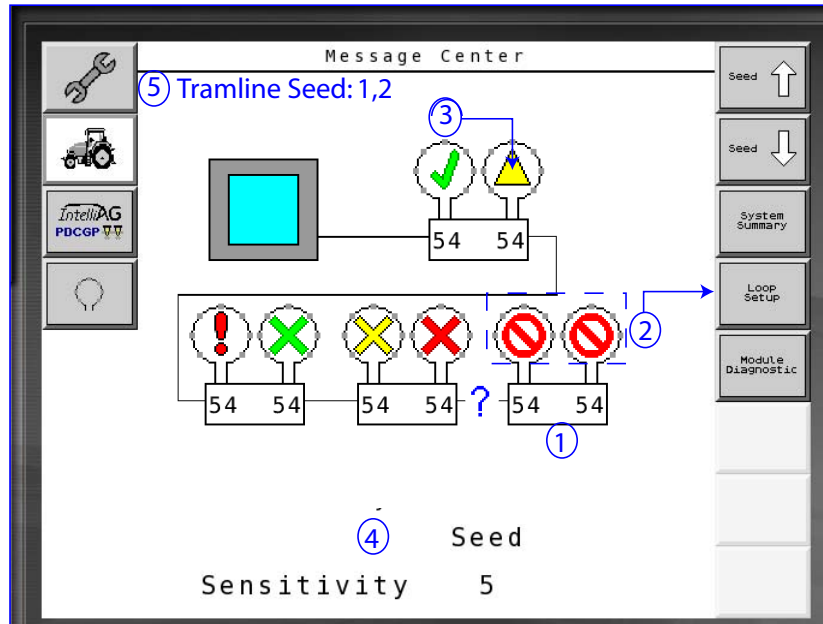 Message Center
5 Tramline Seed: 1,2
3
Seed
Seed
IntelliAG
PDCGP
54 54
System
Summary
Loop
Setup
2
Module
Diagnostic
54 54 54 54 ? 54 54
1
4 Seed
Sensitivity 5